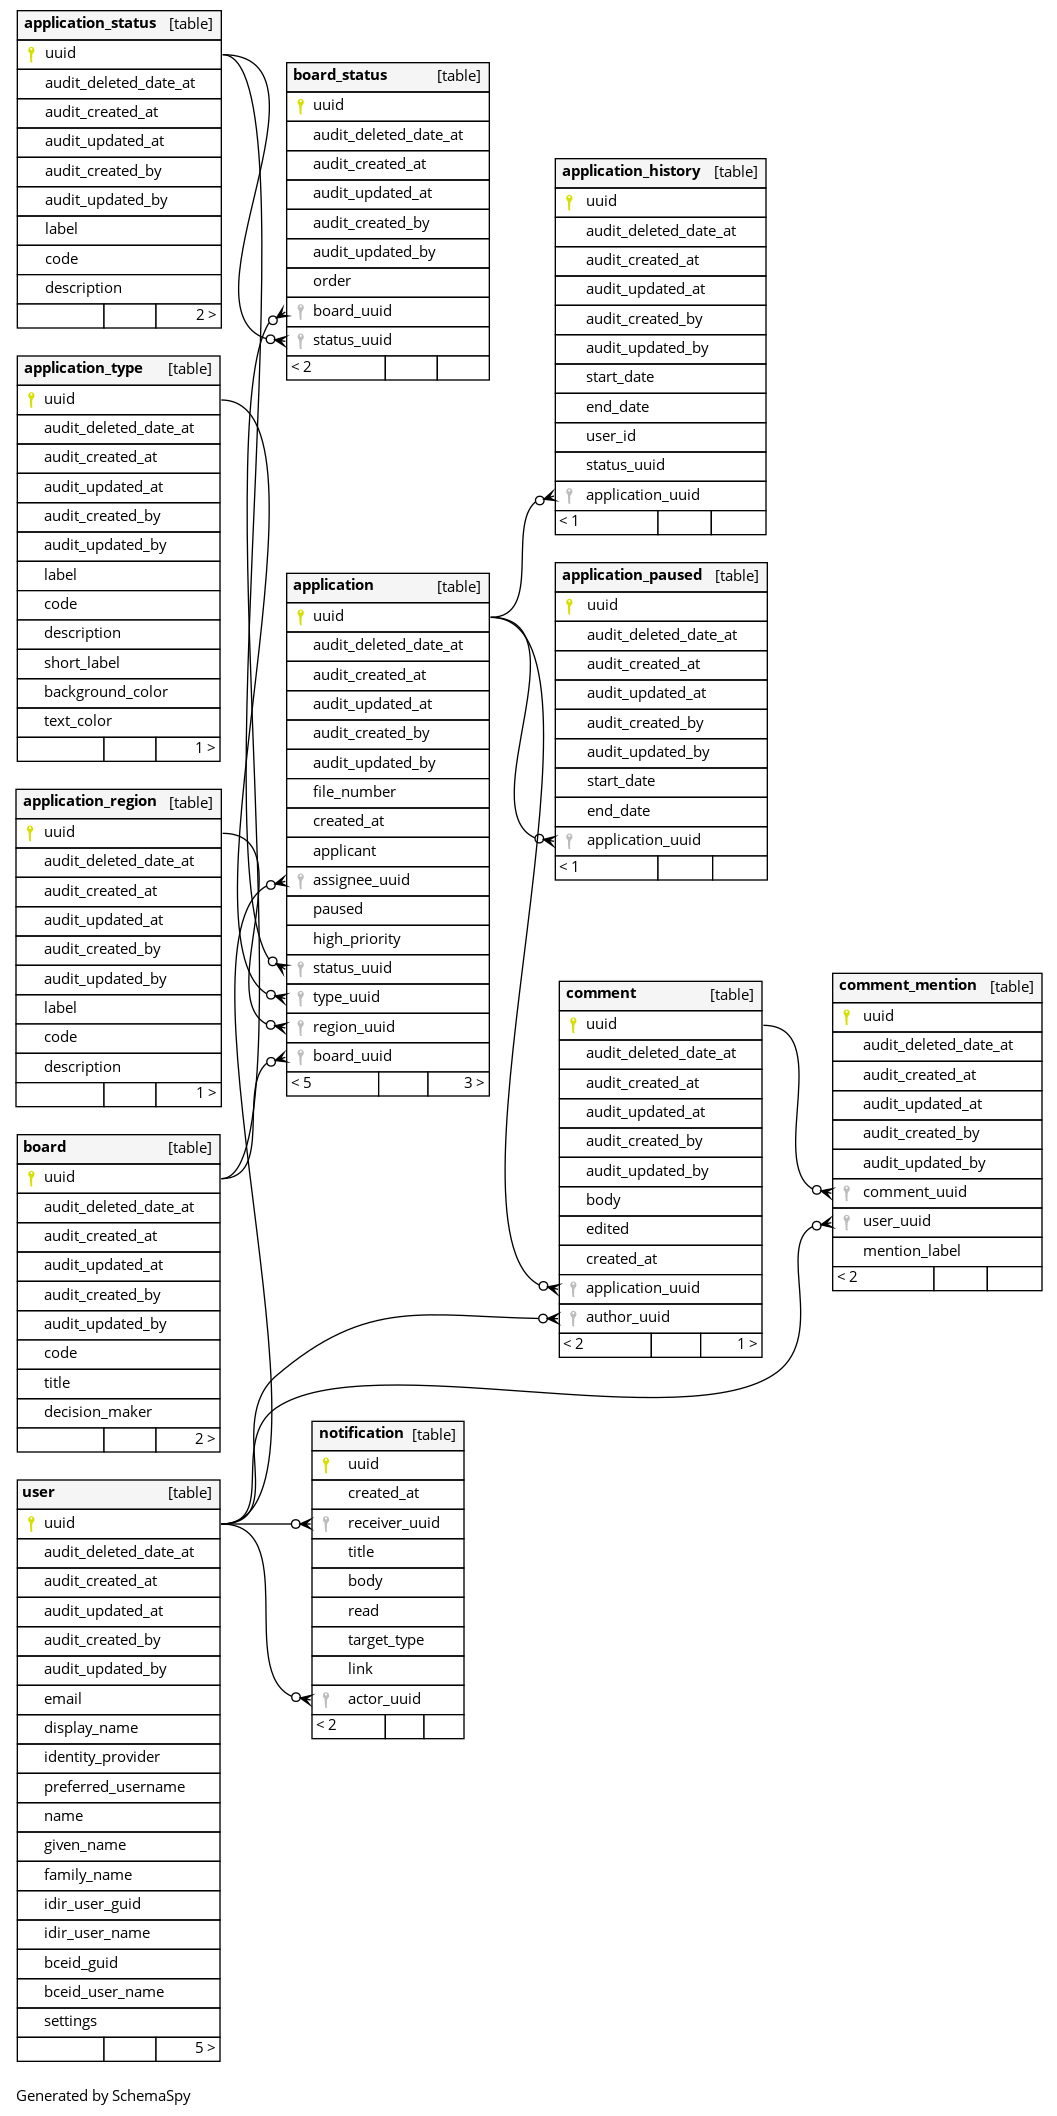 application_status [table]
uuid
audit_deleted_date_at
audit_created_at
audit_updated_at
audit_created_by
audit_updated_by
label
code
description
2 >
application_type [table]
uuid
audit_deleted_date_at
audit_created_at
audit_updated_at
audit_created_by
audit_updated_by
label
code
description
short_label
background_color
text_color
1 >
application_region [table]
uuid
audit_deleted_date_at
audit_created_at
audit_updated_at
audit_created_by
audit_updated_by
label
code
description
1 >
board [table]
uuid
audit_deleted_date_at
audit_created_at
audit_updated_at
audit_created_by
audit_updated_by
code
title
decision_maker
2 >
user [table]
uuid
audit_deleted_date_at
audit_created_at
audit_updated_at
audit_created_by
audit_updated_by
email
display_name
identity_provider
preferred_username
name
given_name
family_name
idir_user_guid
idir_user_name
bceid_guid
bceid_user_name
settings
5 >
board_status [table]
uuid
audit_deleted_date_at
audit_created_at
audit_updated_at
audit_created_by
audit_updated_by
order
board_uuid
status_uuid
< 2
application [table]
uuid
audit_deleted_date_at
audit_created_at
audit_updated_at
audit_created_by
audit_updated_by
file_number
created_at
applicant
assignee_uuid
paused
high_priority
status_uuid
type_uuid
region_uuid
board_uuid
< 5 3 >
notification [table]
uuid
created_at
receiver_uuid
title
body
read
target_type
link
actor_uuid
< 2
application_history [table]
uuid
audit_deleted_date_at
audit_created_at
audit_updated_at
audit_created_by
audit_updated_by
start_date
end_date
user_id
status_uuid
application_uuid
< 1
application_paused [table]
uuid
audit_deleted_date_at
audit_created_at
audit_updated_at
audit_created_by
audit_updated_by
start_date
end_date
application_uuid
< 1
comment [table]
uuid
audit_deleted_date_at
audit_created_at
audit_updated_at
audit_created_by
audit_updated_by
body
edited
created_at
application_uuid
author_uuid
< 2 1 >
comment_mention [table]
uuid
audit_deleted_date_at
audit_created_at
audit_updated_at
audit_created_by
audit_updated_by
comment_uuid
user_uuid
mention_label
< 2
Generated by SchemaSpy